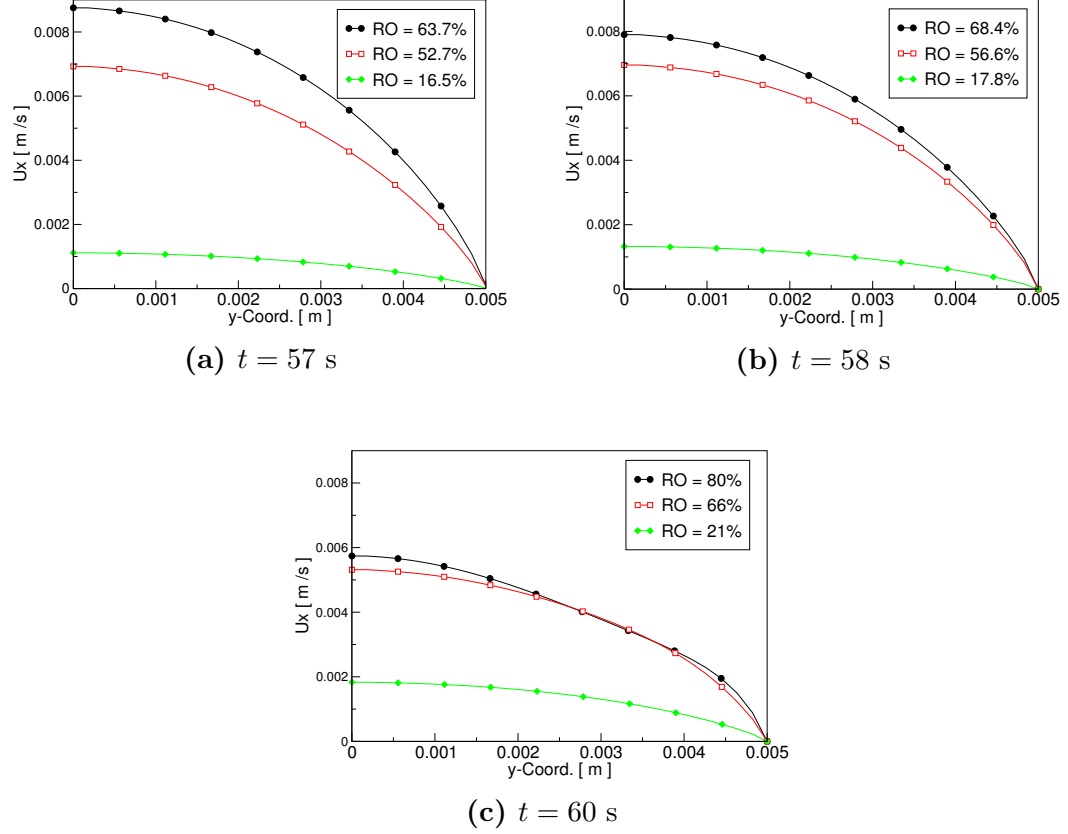 0.008
0.006
0.004
0.002
0
Ux [ m /s]
RO = 63.7%
RO = 52.7%
RO = 16.5%
0 0.001 0.002 0.003 0.004 0.005
y-Coord. [ m ]
(a) t = 57 s
0.008
0.006
0.004
0.002
0
Ux [ m /s]
RO = 68.4%
RO = 56.6%
RO = 17.8%
0 0.001 0.002 0.003 0.004 0.005
y-Coord. [ m ]
(b) t = 58 s
0.008
0.006
0.004
0.002
0
Ux [ m /s]
RO = 80%
RO = 66%
RO = 21%
0 0.001 0.002 0.003 0.004 0.005
y-Coord. [ m ]
(c) t = 60 s